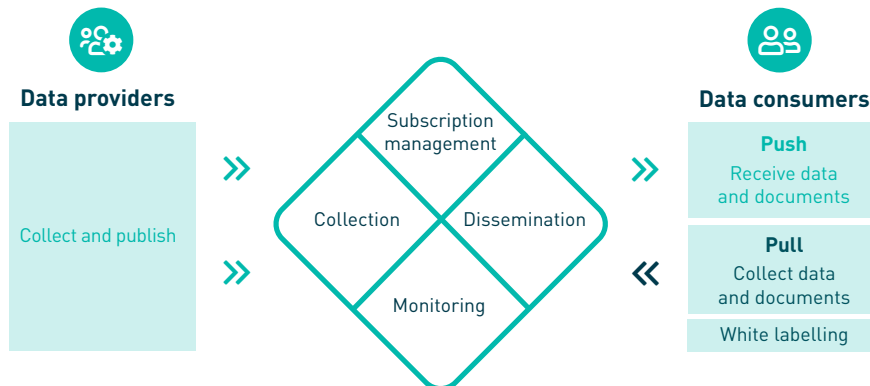 Data providers
Collect and publish
Subscription
management
Collection
Dissemination
Monitoring
Data consumers
Push
Receive data
and documents
Pull
Collect data
and documents
White labelling